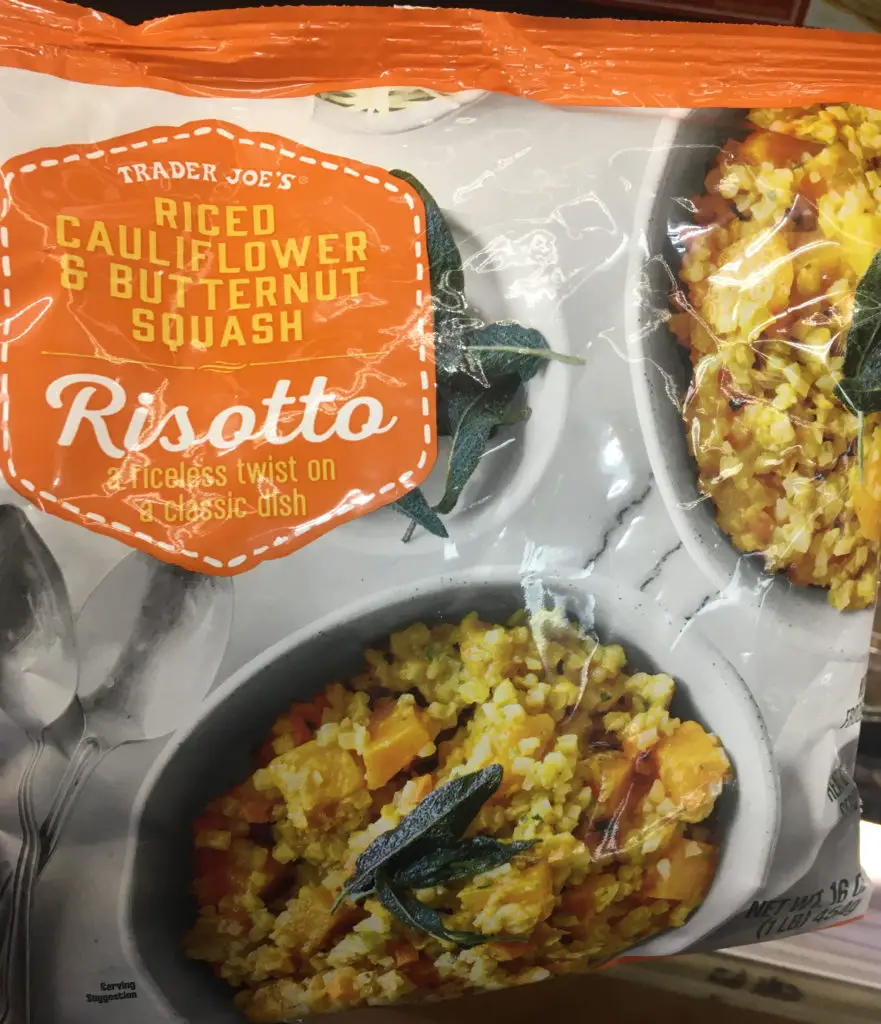 TRADER JOE'S
RICED
CAULIFLOWER
& BUTTERNUT
SQUASH
Risotto
a riceless twist on
a classic dish
Serving
Suggestion
NET WT. 16
(1 LB) 454g